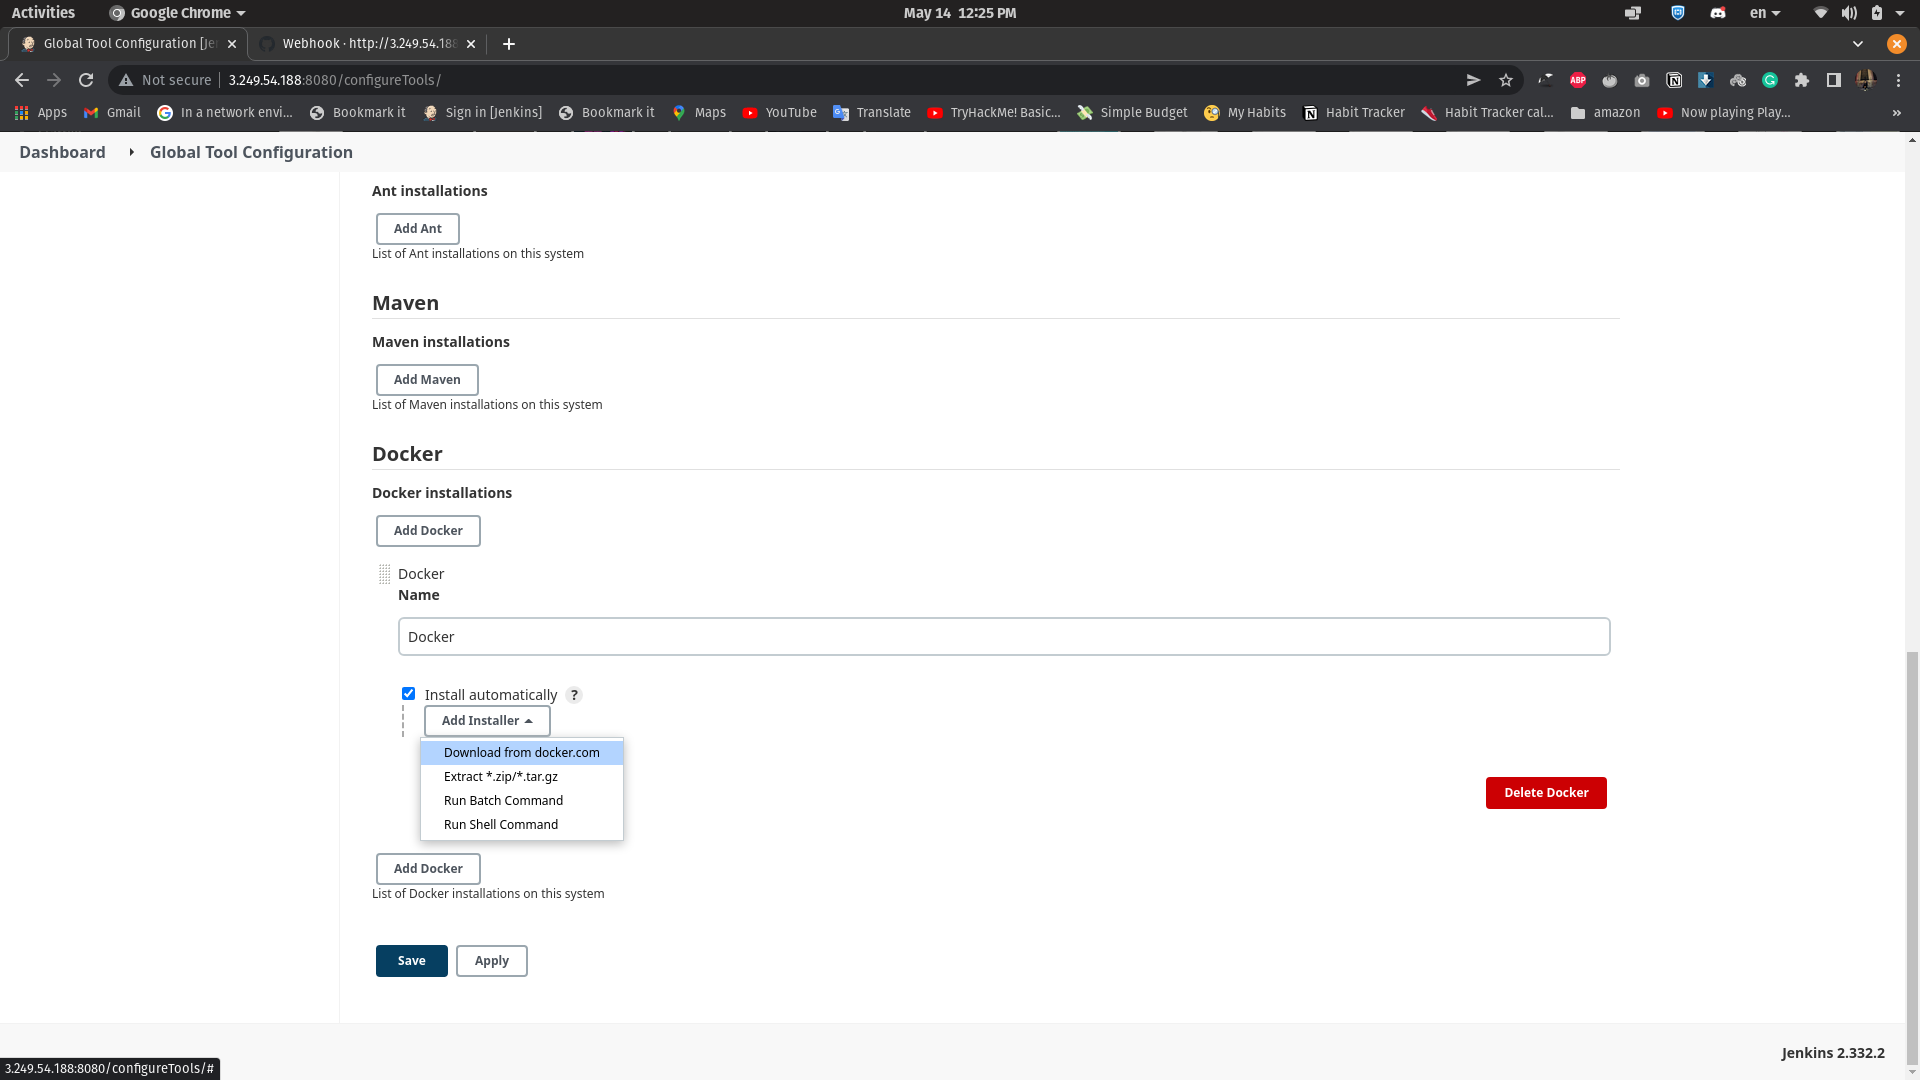 Activities Google Chrome May 14 12:25 PM en
Global Tool Configuration [Je Webhook · http://3.249.54.188
Not secure 3.249.54.188:8080/configureTools/
Apps Gmail In a network envi... Bookmark it Sign in [Jenkins] Bookmark it Maps YouTube Translate TryHackMe! Basic... Simple Budget My Habits Habit Tracker Habit Tracker cal... amazon Now playing Play... »
Dashboard Global Tool Configuration
Ant installations
Add Ant
List of Ant installations on this system
Maven
Maven installations
Add Maven
List of Maven installations on this system
Docker
Docker installations
Add Docker
Docker
Name
Docker
Install automatically ?
Add Installer
Download from docker.com
Extract *.zip/*.tar.gz
Run Batch Command
Run Shell Command
Delete Docker
Add Docker
List of Docker installations on this system
Save Apply
Jenkins 2.332.2
3.249.54.188:8080/configureTools/#